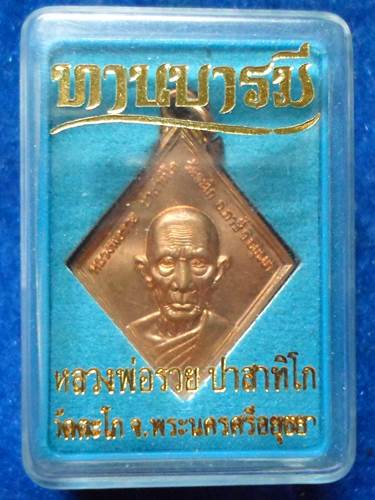 ทานบารมี
หลวงพ่อรวย ปาสาทิโก
วัดตะโก จ.พระนครศรีอยุธยา